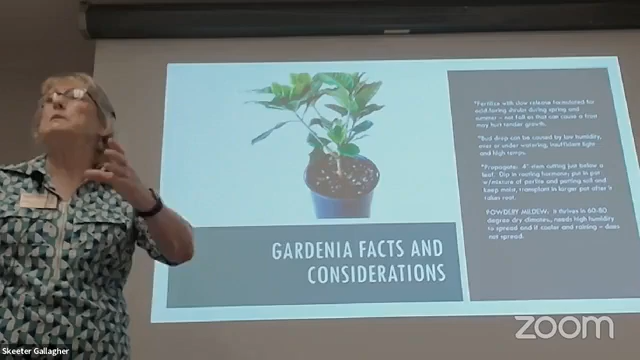 *Fertilize with slow release formulated for
acid-loving shrubs during spring and
summer – not fall as that can cause a
may hurt tender growth.
*Bud drop can be caused by low humidity,
over or under watering, insufficient light
and high temps.
*Propagate: 4"-stem cutting just below a
leaf. Dip in rooting hormone; put in pot
w/mixture of perlite and potting soil and
keep moist, transplant in larger pot after it
takes root.
POWDERY MILDEW: it thrives in 60-80
degree dry climates, needs high humidity
to spread and if cooler and raining – does
not spread.
GARDENIA FACTS AND
CONSIDERATIONS
zoom
Skeeter Gallagher